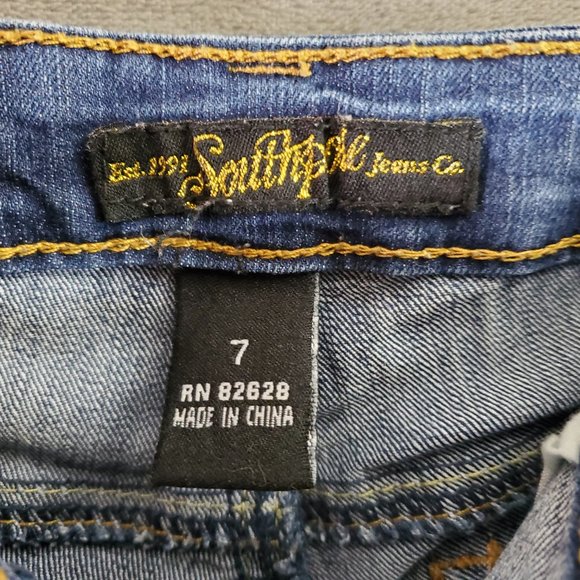 Est. 1991 Southpole Jeans Co.
7
RN 82628
MADE IN CHINA